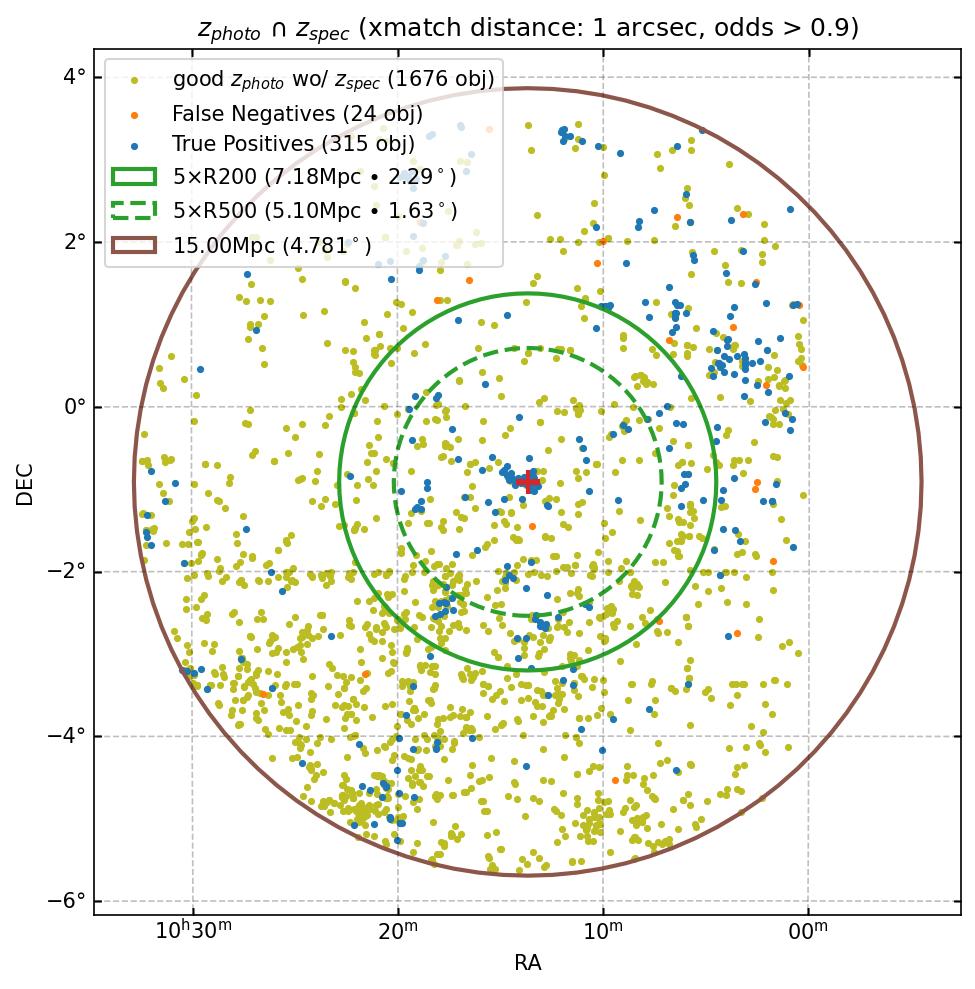 z_photo ∩ z_spec (xmatch distance: 1 arcsec, odds > 0.9)
good z_photo wo/ z_spec (1676 obj)
False Negatives (24 obj)
True Positives (315 obj)
5×R200 (7.18Mpc • 2.29°)
5×R500 (5.10Mpc • 1.63°)
15.00Mpc (4.781°)
4°
2°
0°
−2°
−4°
−6°
DEC
10ʰ30ᵐ 20ᵐ 10ᵐ 00ᵐ
RA